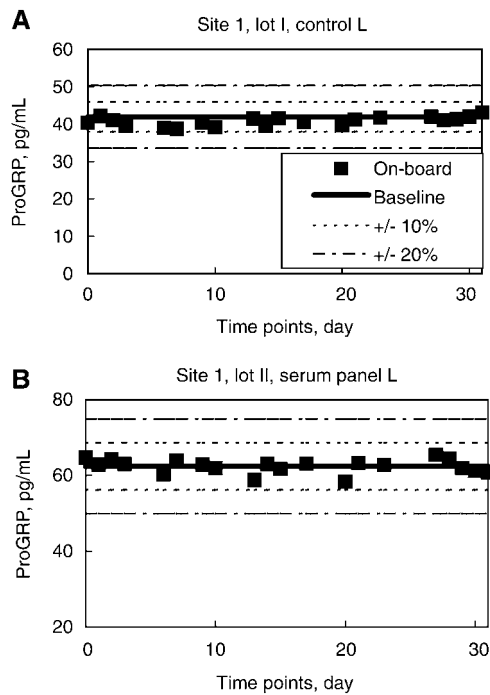 A
Site 1, lot I, control L
60
50
40
30
20
10
0
ProGRP, pg/mL
On-board
Baseline
+/- 10%
+/- 20%
0 10 20 30
Time points, day
B
Site 1, lot II, serum panel L
80
60
40
20
ProGRP, pg/mL
0 10 20 30
Time points, day